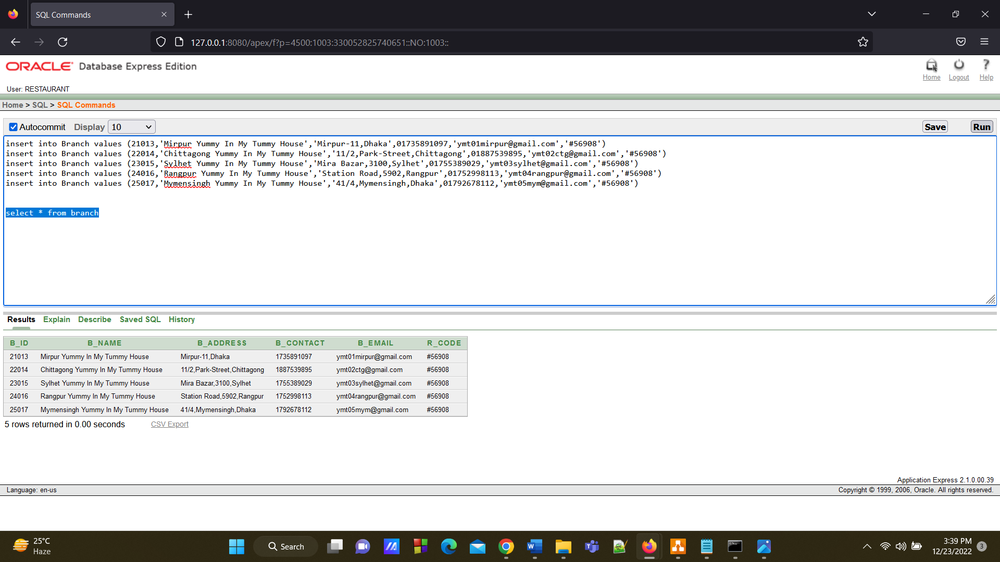 SQL Commands
127.0.0.1:8080/apex/f?p=4500:1003:330052825740651::NO:1003::
ORACLE Database Express Edition
Home Logout Help
User: RESTAURANT
Home > SQL > SQL Commands
Autocommit Display 10 Save Run
insert into Branch values (21013,'Mirpur Yummy In My Tummy House','Mirpur-11,Dhaka',01735891097,'ymt01mirpur@gmail.com','#56908')
insert into Branch values (22014,'Chittagong Yummy In My Tummy House','11/2,Park-Street,Chittagong',01887539895,'ymt02ctg@gmail.com','#56908')
insert into Branch values (23015,'Sylhet Yummy In My Tummy House','Mira Bazar,3100,Sylhet',01755389029,'ymt03sylhet@gmail.com','#56908')
insert into Branch values (24016,'Rangpur Yummy In My Tummy House','Station Road,5902,Rangpur',01752998113,'ymt04rangpur@gmail.com','#56908')
insert into Branch values (25017,'Mymensingh Yummy In My Tummy House','41/4,Mymensingh,Dhaka',01792678112,'ymt05mym@gmail.com','#56908')
select * from branch
Results Explain Describe Saved SQL History
B_ID B_NAME B_ADDRESS B_CONTACT B_EMAIL R_CODE
21013 Mirpur Yummy In My Tummy House Mirpur-11,Dhaka 1735891097 ymt01mirpur@gmail.com #56908
22014 Chittagong Yummy In My Tummy House 11/2,Park-Street,Chittagong 1887539895 ymt02ctg@gmail.com #56908
23015 Sylhet Yummy In My Tummy House Mira Bazar,3100,Sylhet 1755389029 ymt03sylhet@gmail.com #56908
24016 Rangpur Yummy In My Tummy House Station Road,5902,Rangpur 1752998113 ymt04rangpur@gmail.com #56908
25017 Mymensingh Yummy In My Tummy House 41/4,Mymensingh,Dhaka 1792678112 ymt05mym@gmail.com #56908
5 rows returned in 0.00 seconds CSV Export
Application Express 2.1.0.00.39
Language: en-us Copyright © 1999, 2006, Oracle. All rights reserved.
25°C
Haze
Search
3:39 PM
12/23/2022
3